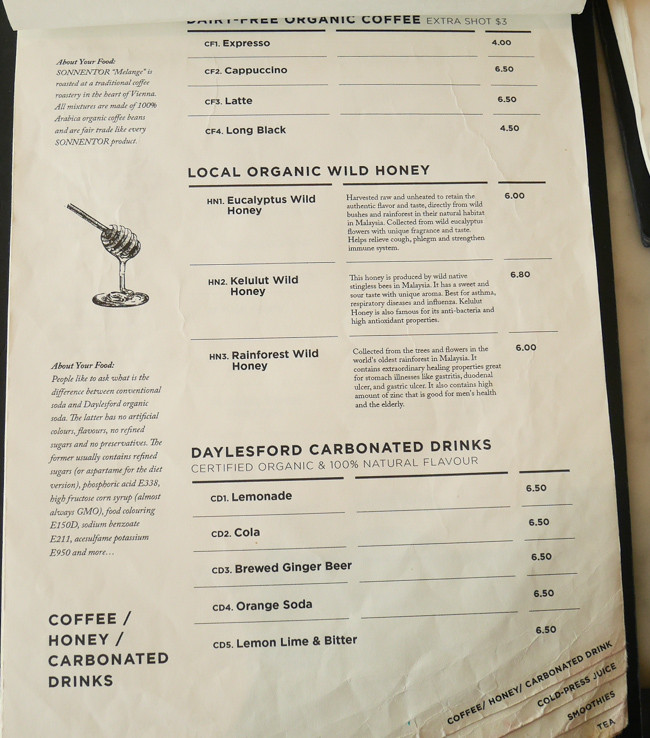 DAIRY-FREE ORGANIC COFFEE EXTRA SHOT $3
CF1. Expresso 4.00
CF2. Cappuccino 6.50
CF3. Latte 6.50
CF4. Long Black 4.50
About Your Food:
SONNENTOR "Melange" is
roasted at a traditional coffee
roastery in the heart of Vienna.
All mixtures are made of 100%
Arabica organic coffee beans
and are fair trade like every
SONNENTOR product.
LOCAL ORGANIC WILD HONEY
HN1. Eucalyptus Wild
Honey
Harvested raw and unheated to retain the
authentic flavor and taste, directly from wild
bushes and rainforest in their natural habitat
in Malaysia. Collected from wild eucalyptus
flowers with unique fragrance and taste.
Helps relieve cough, phlegm and strengthen
immune system.
6.00
HN2. Kelulut Wild
Honey
This honey is produced by wild native
stingless bees in Malaysia. It has a sweet and
sour taste with unique aroma. Best for asthma,
respiratory diseases and influenza. Kelulut
Honey is also famous for its anti-bacteria and
high antioxidant properties.
6.80
HN3. Rainforest Wild
Honey
Collected from the trees and flowers in the
world's oldest rainforest in Malaysia. It
contains extraordinary healing properties great
for stomach illnesses like gastritis, duodenal
ulcer, and gastric ulcer. It also contains high
amount of zinc that is good for men's health
and the elderly.
6.00
About Your Food:
People like to ask what is the
difference between conventional
soda and Daylesford organic
soda. The latter has no artificial
colours, flavours, no refined
sugars and no preservatives. The
former usually contains refined
sugars (or aspartame for the diet
version), phosphoric acid E338,
high fructose corn syrup (almost
always GMO), food colouring
E150D, sodium benzoate
E211, acesulfame potassium
E950 and more...
DAYLESFORD CARBONATED DRINKS
CERTIFIED ORGANIC & 100% NATURAL FLAVOUR
CD1. Lemonade 6.50
CD2. Cola 6.50
CD3. Brewed Ginger Beer 6.50
CD4. Orange Soda 6.50
CD5. Lemon Lime & Bitter 6.50
COFFEE /
HONEY /
CARBONATED
DRINKS
COFFEE/ HONEY/ CARBONATED DRINK
COLD-PRESS JUICE
SMOOTHIES
TEA